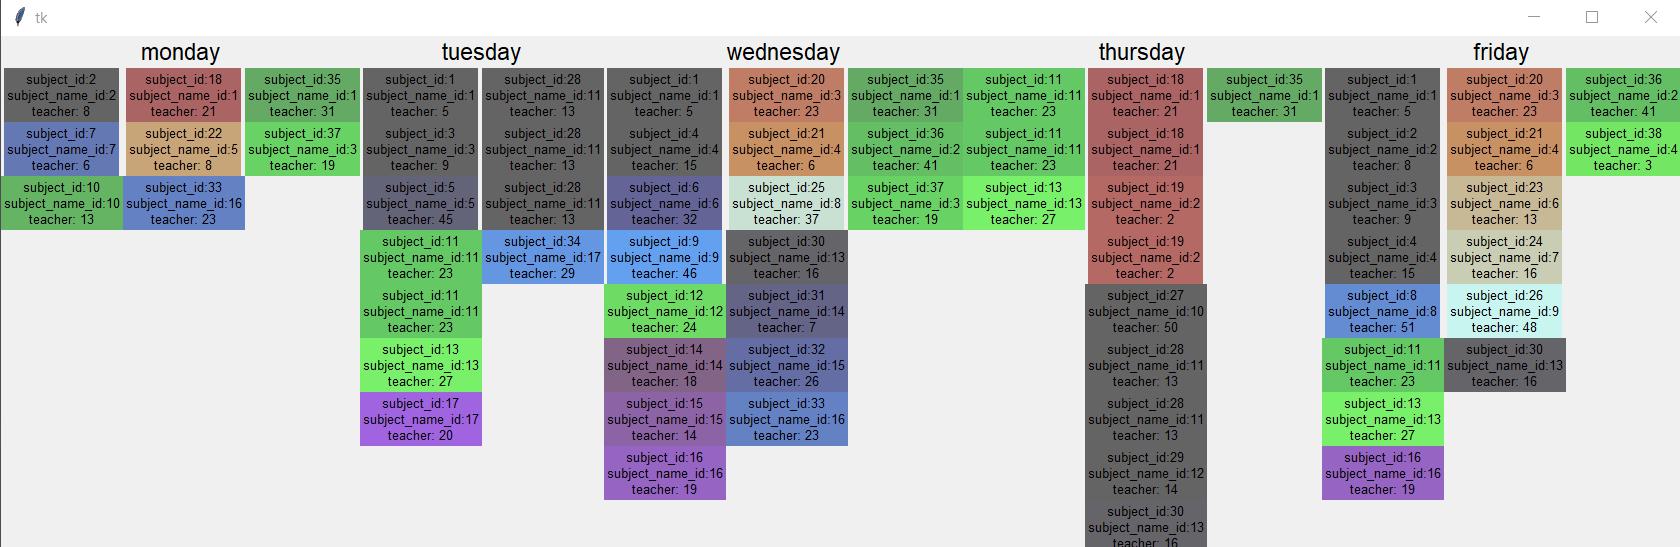 tk
monday
subject_id:2
subject_name_id:2
teacher: 8
subject_id:7
subject_name_id:7
teacher: 6
subject_id:10
subject_name_id:10
teacher: 13
subject_id:18
subject_name_id:1
teacher: 21
subject_id:22
subject_name_id:5
teacher: 8
subject_id:33
subject_name_id:16
teacher: 23
subject_id:35
subject_name_id:1
teacher: 31
subject_id:37
subject_name_id:3
teacher: 19
tuesday
subject_id:1
subject_name_id:1
teacher: 5
subject_id:3
subject_name_id:3
teacher: 9
subject_id:5
subject_name_id:5
teacher: 45
subject_id:11
subject_name_id:11
teacher: 23
subject_id:11
subject_name_id:11
teacher: 23
subject_id:13
subject_name_id:13
teacher: 27
subject_id:17
subject_name_id:17
teacher: 20
subject_id:28
subject_name_id:11
teacher: 13
subject_id:28
subject_name_id:11
teacher: 13
subject_id:28
subject_name_id:11
teacher: 13
subject_id:34
subject_name_id:17
teacher: 29
wednesday
subject_id:1
subject_name_id:1
teacher: 5
subject_id:4
subject_name_id:4
teacher: 15
subject_id:6
subject_name_id:6
teacher: 32
subject_id:9
subject_name_id:9
teacher: 46
subject_id:12
subject_name_id:12
teacher: 24
subject_id:14
subject_name_id:14
teacher: 18
subject_id:15
subject_name_id:15
teacher: 14
subject_id:16
subject_name_id:16
teacher: 19
subject_id:20
subject_name_id:3
teacher: 23
subject_id:21
subject_name_id:4
teacher: 6
subject_id:25
subject_name_id:8
teacher: 37
subject_id:30
subject_name_id:13
teacher: 16
subject_id:31
subject_name_id:14
teacher: 7
subject_id:32
subject_name_id:15
teacher: 26
subject_id:33
subject_name_id:16
teacher: 23
subject_id:35
subject_name_id:1
teacher: 31
subject_id:36
subject_name_id:2
teacher: 41
subject_id:37
subject_name_id:3
teacher: 19
thursday
subject_id:11
subject_name_id:11
teacher: 23
subject_id:11
subject_name_id:11
teacher: 23
subject_id:13
subject_name_id:13
teacher: 27
subject_id:18
subject_name_id:1
teacher: 21
subject_id:18
subject_name_id:1
teacher: 21
subject_id:19
subject_name_id:2
teacher: 2
subject_id:19
subject_name_id:2
teacher: 2
subject_id:27
subject_name_id:10
teacher: 50
subject_id:28
subject_name_id:11
teacher: 13
subject_id:28
subject_name_id:11
teacher: 13
subject_id:29
subject_name_id:12
teacher: 14
subject_id:30
subject_name_id:13
teacher: 16
subject_id:35
subject_name_id:1
teacher: 31
friday
subject_id:1
subject_name_id:1
teacher: 5
subject_id:2
subject_name_id:2
teacher: 8
subject_id:3
subject_name_id:3
teacher: 9
subject_id:4
subject_name_id:4
teacher: 15
subject_id:8
subject_name_id:8
teacher: 51
subject_id:11
subject_name_id:11
teacher: 23
subject_id:13
subject_name_id:13
teacher: 27
subject_id:16
subject_name_id:16
teacher: 19
subject_id:20
subject_name_id:3
teacher: 23
subject_id:21
subject_name_id:4
teacher: 6
subject_id:23
subject_name_id:6
teacher: 13
subject_id:24
subject_name_id:7
teacher: 16
subject_id:26
subject_name_id:9
teacher: 48
subject_id:30
subject_name_id:13
teacher: 16
subject_id:36
subject_name_id:2
teacher: 41
subject_id:38
subject_name_id:4
teacher: 3